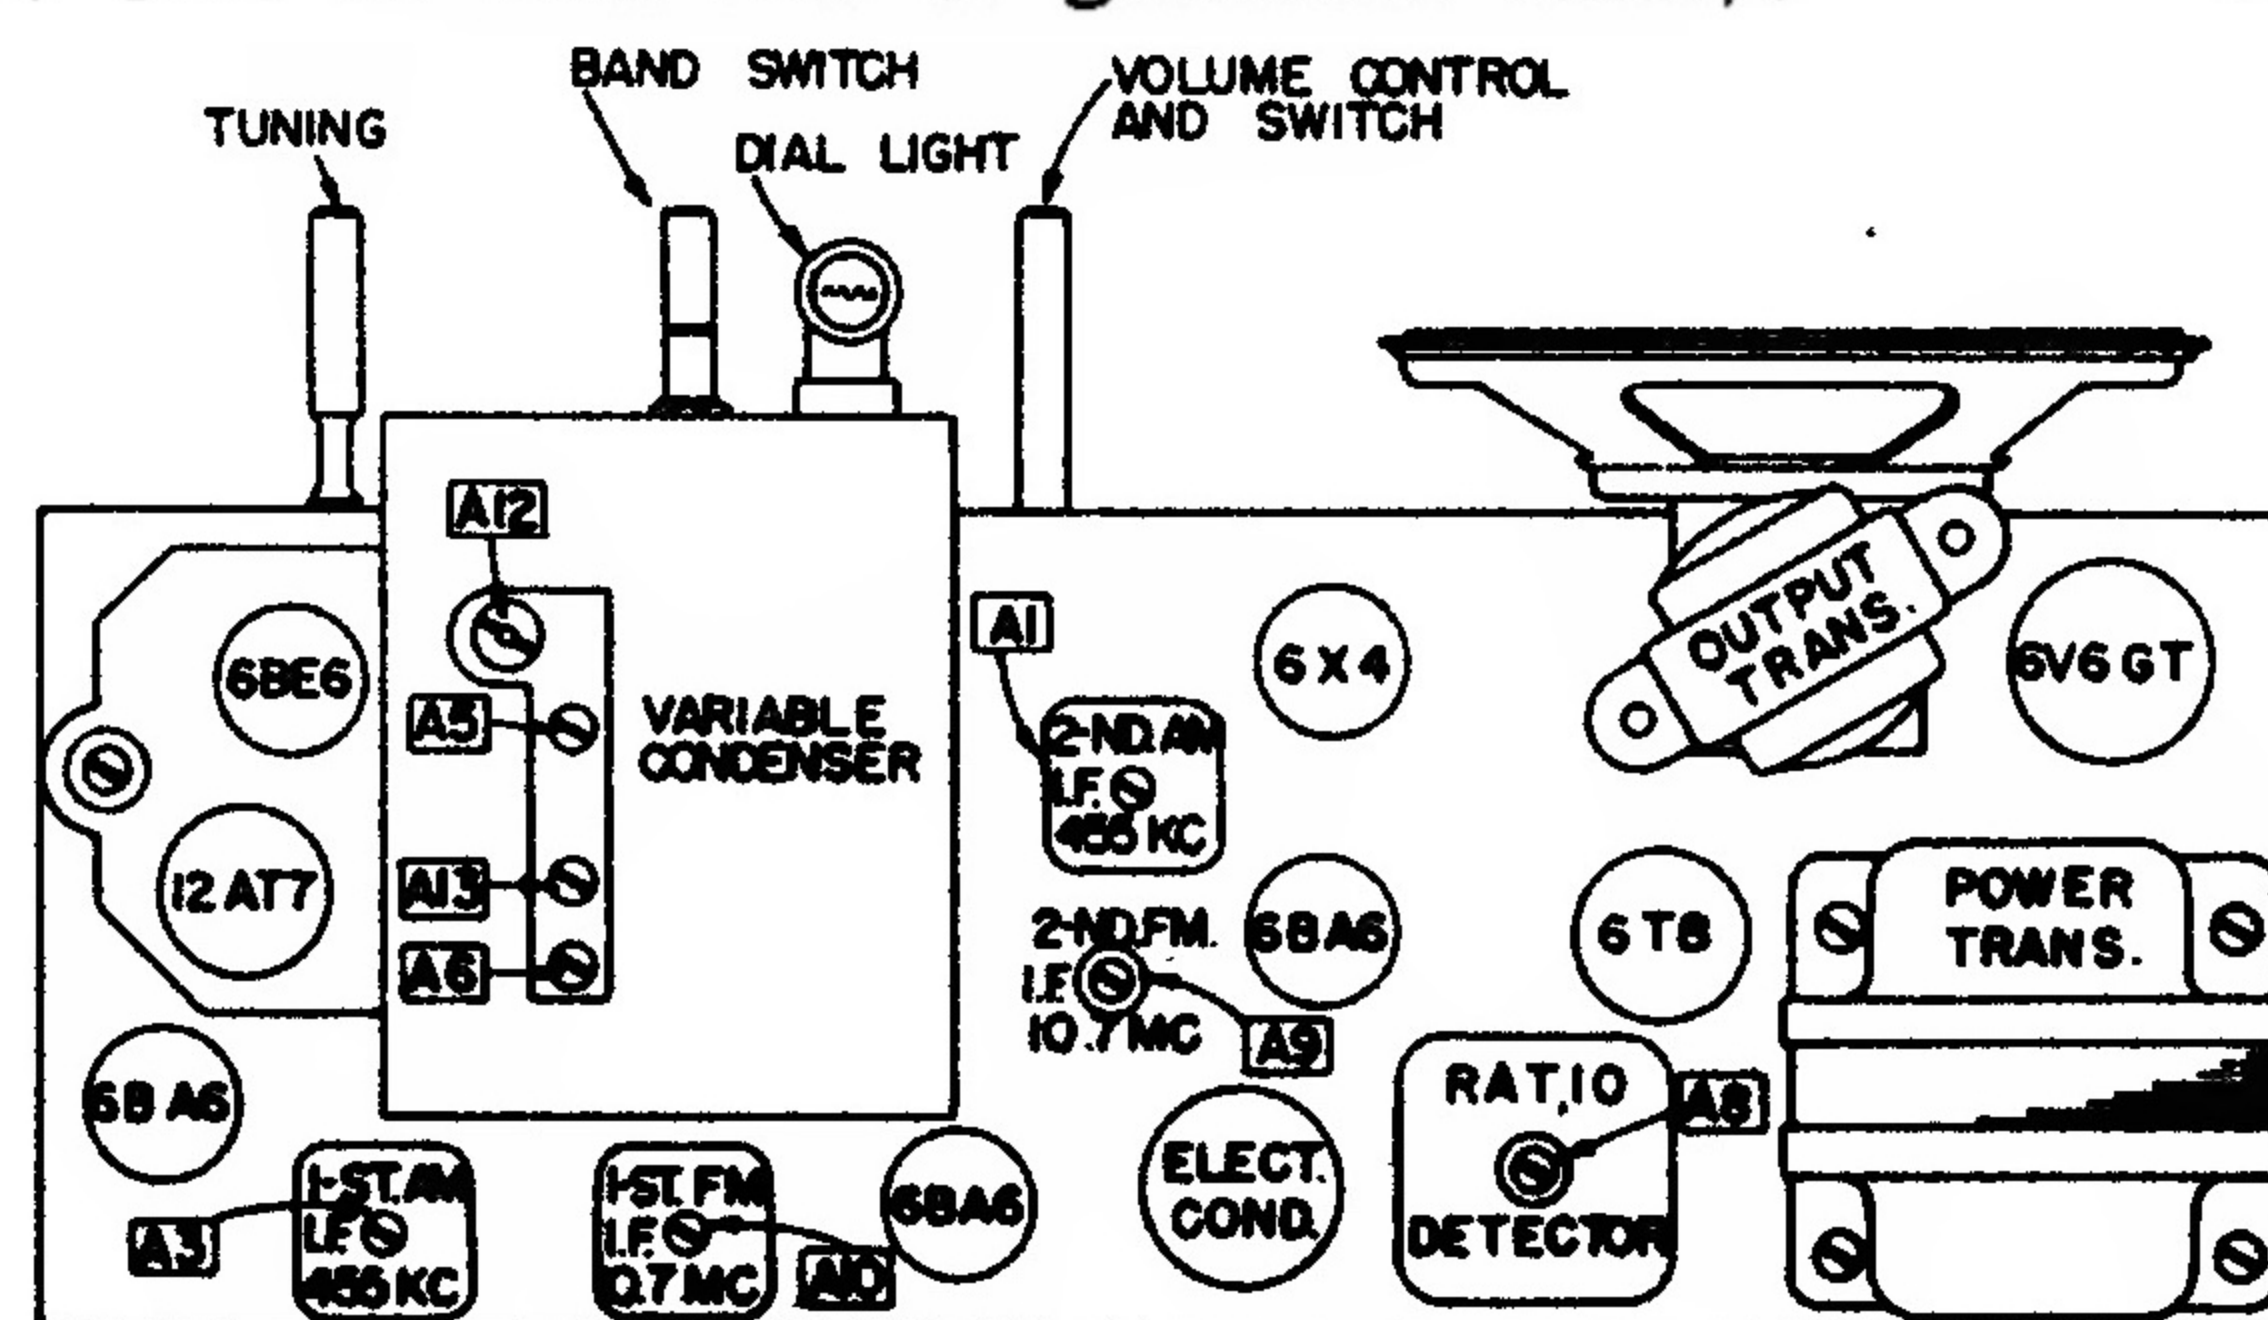 BAND SWITCH
VOLUME CONTROL
AND SWITCH
TUNING
DIAL LIGHT
A12
A1
6BE6
6X4
OUTPUT
TRANS.
6V6GT
A5
VARIABLE
CONDENSER
2-ND. AM
I.F.
455 KC
12AT7
A13
A6
2-ND. FM.
I.F.
10.7 MC
A9
6BA6
6T8
POWER
TRANS.
6BA6
RATIO
DETECTOR
A8
ELECT.
COND.
1-ST. AM
I.F.
455 KC
A3
1-ST. FM
I.F.
0.7 MC
A10
6BA6